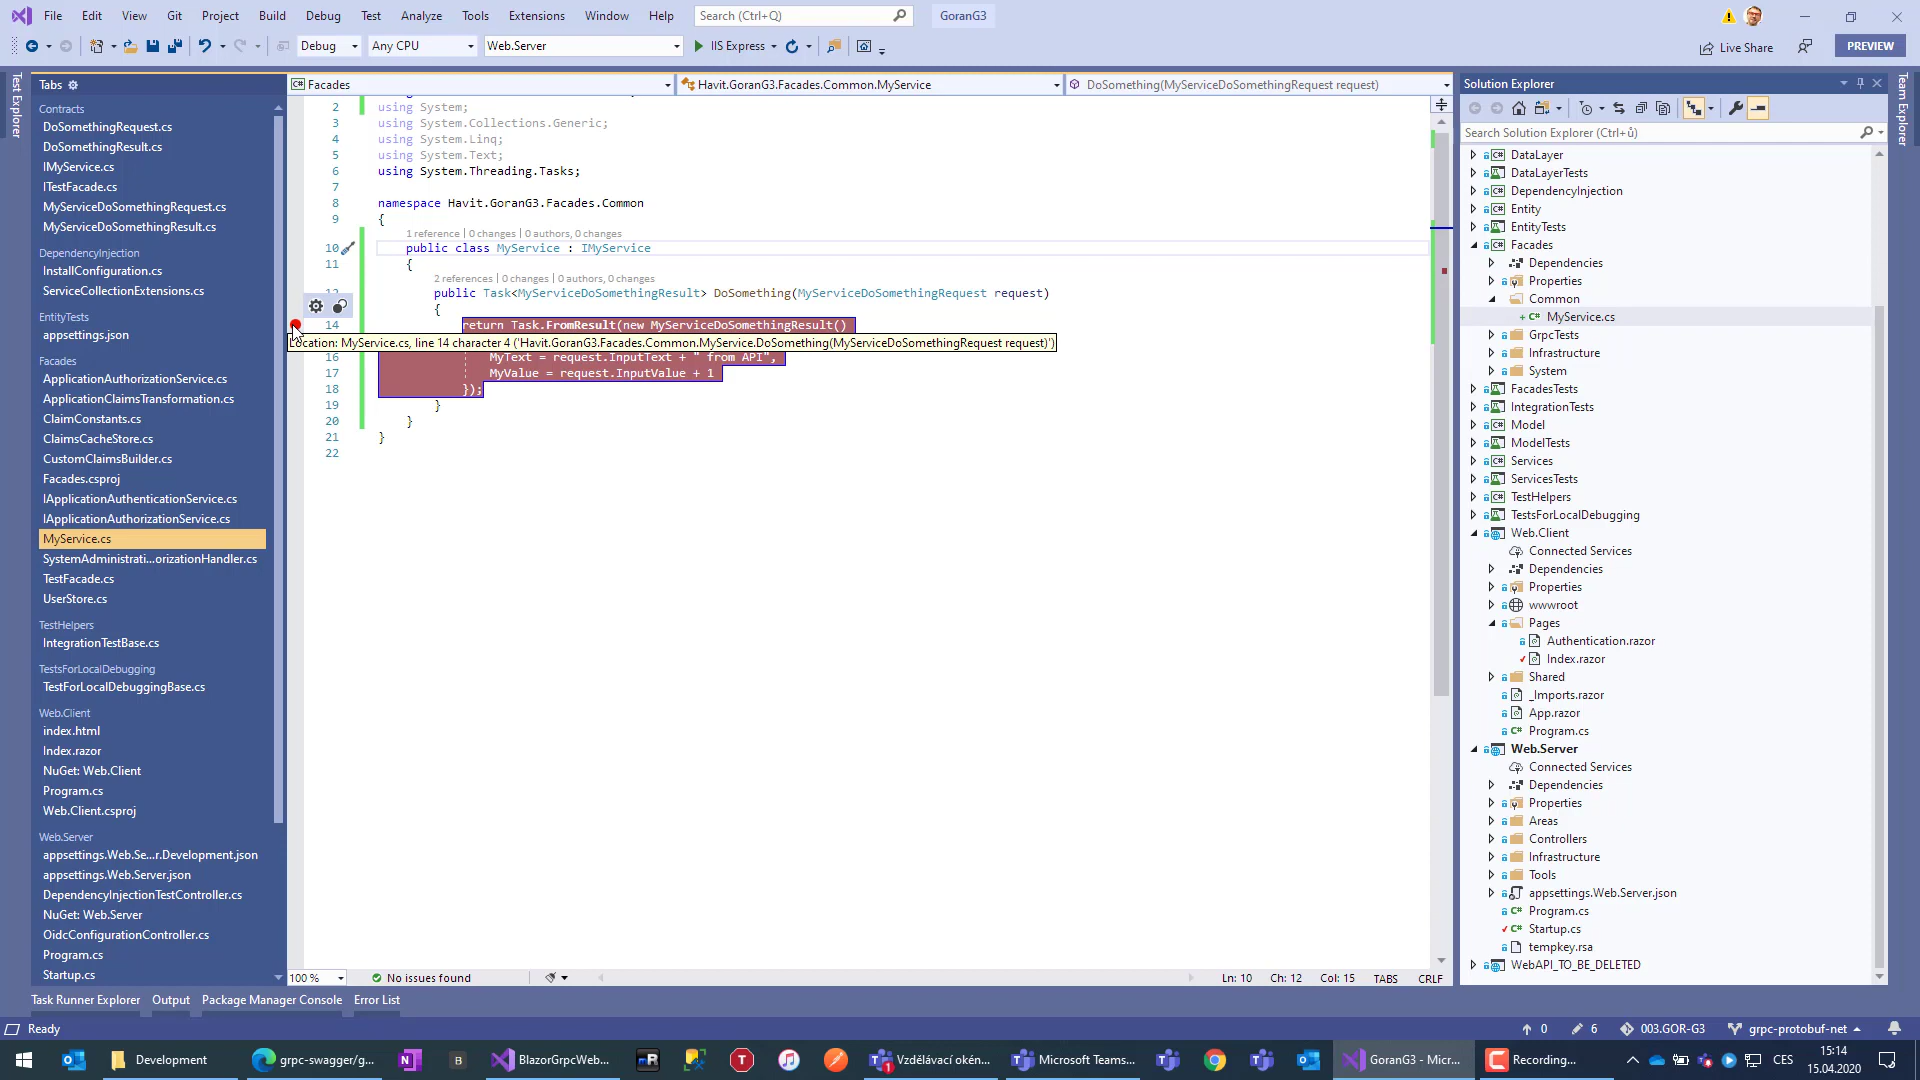 File Edit View Git Project Build Debug Test Analyze Tools Extensions Window Help Search (Ctrl+Q) GoranG3
Debug Any CPU Web.Server IIS Express Live Share PREVIEW
Test Explorer
Tabs
Contracts
DoSomethingRequest.cs
DoSomethingResult.cs
IMyService.cs
ITestFacade.cs
MyServiceDoSomethingRequest.cs
MyServiceDoSomethingResult.cs
DependencyInjection
InstallConfiguration.cs
ServiceCollectionExtensions.cs
EntityTests
appsettings.json
Facades
ApplicationAuthorizationService.cs
ApplicationClaimsTransformation.cs
ClaimConstants.cs
ClaimsCacheStore.cs
CustomClaimsBuilder.cs
Facades.csproj
IApplicationAuthenticationService.cs
IApplicationAuthorizationService.cs
MyService.cs
SystemAdministrati...orizationHandler.cs
TestFacade.cs
UserStore.cs
TestHelpers
IntegrationTestBase.cs
TestsForLocalDebugging
TestForLocalDebuggingBase.cs
Web.Client
index.html
Index.razor
NuGet: Web.Client
Program.cs
Web.Client.csproj
Web.Server
appsettings.Web.Se...r.Development.json
appsettings.Web.Server.json
DependencyInjectionTestController.cs
NuGet: Web.Server
OidcConfigurationController.cs
Program.cs
Startup.cs
Facades Havit.GoranG3.Facades.Common.MyService DoSomething(MyServiceDoSomethingRequest request)
2 using System;
3 using System.Collections.Generic;
4 using System.Linq;
5 using System.Text;
6 using System.Threading.Tasks;
7
8 namespace Havit.GoranG3.Facades.Common
9 {
1 reference | 0 changes | 0 authors, 0 changes
10 public class MyService : IMyService
11 {
2 references | 0 changes | 0 authors, 0 changes
public Task<MyServiceDoSomethingResult> DoSomething(MyServiceDoSomethingRequest request)
{
14 return Task.FromResult(new MyServiceDoSomethingResult()
Location: MyService.cs, line 14 character 4 ('Havit.GoranG3.Facades.Common.MyService.DoSomething(MyServiceDoSomethingRequest request)')
16 MyText = request.InputText + " from API",
17 MyValue = request.InputValue + 1
18 });
19 }
20 }
21 }
22
100 % No issues found Ln: 10 Ch: 12 Col: 15 TABS CRLF
Solution Explorer
Search Solution Explorer (Ctrl+ů)
DataLayer
DataLayerTests
DependencyInjection
Entity
EntityTests
Facades
Dependencies
Properties
Common
MyService.cs
GrpcTests
Infrastructure
System
FacadesTests
IntegrationTests
Model
ModelTests
Services
ServicesTests
TestHelpers
TestsForLocalDebugging
Web.Client
Connected Services
Dependencies
Properties
wwwroot
Pages
Authentication.razor
Index.razor
Shared
_Imports.razor
App.razor
Program.cs
Web.Server
Connected Services
Dependencies
Properties
Areas
Controllers
Infrastructure
Tools
appsettings.Web.Server.json
Program.cs
Startup.cs
tempkey.rsa
WebAPI_TO_BE_DELETED
Team Explorer
Task Runner Explorer Output Package Manager Console Error List
Ready 0 6 003.GOR-G3 grpc-protobuf-net
Development grpc-swagger/g... BlazorGrpcWeb... Vzdělávací okén... Microsoft Teams... GoranG3 - Micr... Recording... CES 15:14
15.04.2020